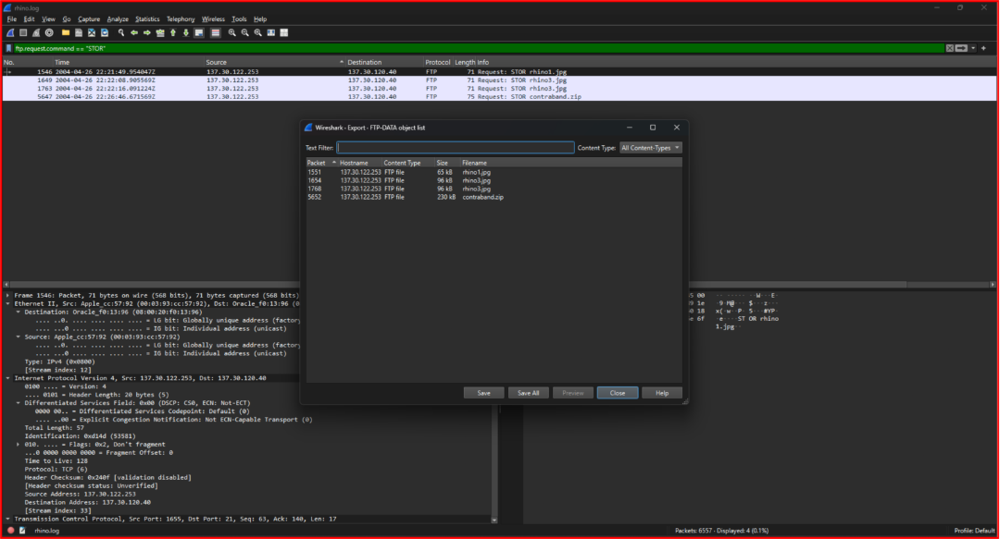 rhino.log
File Edit View Go Capture Analyze Statistics Telephony Wireless Tools Help
ftp.request.command == "STOR"
No. Time Source Destination Protocol Length Info
1546 2004-04-26 22:21:49.954047Z 137.30.122.253 137.30.120.40 FTP 71 Request: STOR rhino1.jpg
1649 2004-04-26 22:22:08.905569Z 137.30.122.253 137.30.120.40 FTP 71 Request: STOR rhino3.jpg
1763 2004-04-26 22:22:16.091224Z 137.30.122.253 137.30.120.40 FTP 71 Request: STOR rhino3.jpg
5647 2004-04-26 22:26:46.671569Z 137.30.122.253 137.30.120.40 FTP 75 Request: STOR contraband.zip
Wireshark - Export - FTP-DATA object list
Text Filter: Content Type: All Content-Types
Packet Hostname Content Type Size Filename
1551 137.30.122.253 FTP file 65 kB rhino1.jpg
1654 137.30.122.253 FTP file 96 kB rhino3.jpg
1768 137.30.122.253 FTP file 96 kB rhino3.jpg
5652 137.30.122.253 FTP file 230 kB contraband.zip
Save Save All Preview Close Help
Frame 1546: Packet, 71 bytes on wire (568 bits), 71 bytes captured (568 bits)
Ethernet II, Src: Apple_cc:57:92 (00:03:93:cc:57:92), Dst: Oracle_f0:13:96 (0
Destination: Oracle_f0:13:96 (08:00:20:f0:13:96)
.... ..0. .... .... .... .... = LG bit: Globally unique address (factory
.... ...0 .... .... .... .... = IG bit: Individual address (unicast)
Source: Apple_cc:57:92 (00:03:93:cc:57:92)
.... ..0. .... .... .... .... = LG bit: Globally unique address (factory
.... ...0 .... .... .... .... = IG bit: Individual address (unicast)
Type: IPv4 (0x0800)
[Stream index: 12]
Internet Protocol Version 4, Src: 137.30.122.253, Dst: 137.30.120.40
0100 .... = Version: 4
.... 0101 = Header Length: 20 bytes (5)
Differentiated Services Field: 0x00 (DSCP: CS0, ECN: Not-ECT)
0000 00.. = Differentiated Services Codepoint: Default (0)
.... ..00 = Explicit Congestion Notification: Not ECN-Capable Transport (0)
Total Length: 57
Identification: 0xd14d (53581)
010. .... = Flags: 0x2, Don't fragment
...0 0000 0000 0000 = Fragment Offset: 0
Time to Live: 128
Protocol: TCP (6)
Header Checksum: 0x240f [validation disabled]
[Header checksum status: Unverified]
Source Address: 137.30.122.253
Destination Address: 137.30.120.40
[Stream index: 33]
Transmission Control Protocol, Src Port: 1655, Dst Port: 21, Seq: 63, Ack: 140, Len: 17
ST OR rhino
1.jpg
rhino.log
Packets: 6557 · Displayed: 4 (0.1%)
Profile: Default